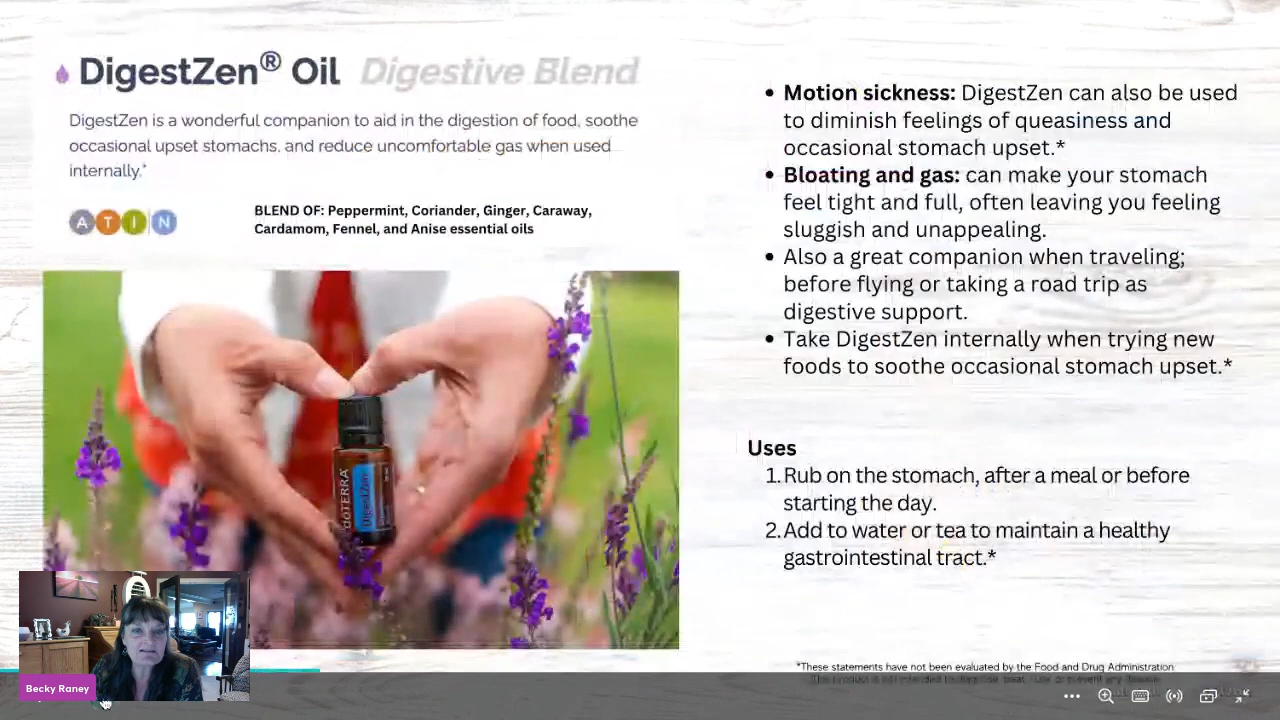 DigestZen® Oil Digestive Blend
DigestZen is a wonderful companion to aid in the digestion of food, soothe
occasional upset stomachs, and reduce uncomfortable gas when used
internally.*
A T I N
BLEND OF: Peppermint, Coriander, Ginger, Caraway,
Cardamom, Fennel, and Anise essential oils
dōTERRA
DigestZen
• Motion sickness: DigestZen can also be used
to diminish feelings of queasiness and
occasional stomach upset.*
• Bloating and gas: can make your stomach
feel tight and full, often leaving you feeling
sluggish and unappealing.
• Also a great companion when traveling;
before flying or taking a road trip as
digestive support.
• Take DigestZen internally when trying new
foods to soothe occasional stomach upset.*
Uses
1. Rub on the stomach, after a meal or before
starting the day.
2. Add to water or tea to maintain a healthy
gastrointestinal tract.*
*These statements have not been evaluated by the Food and Drug Administration
Becky Raney